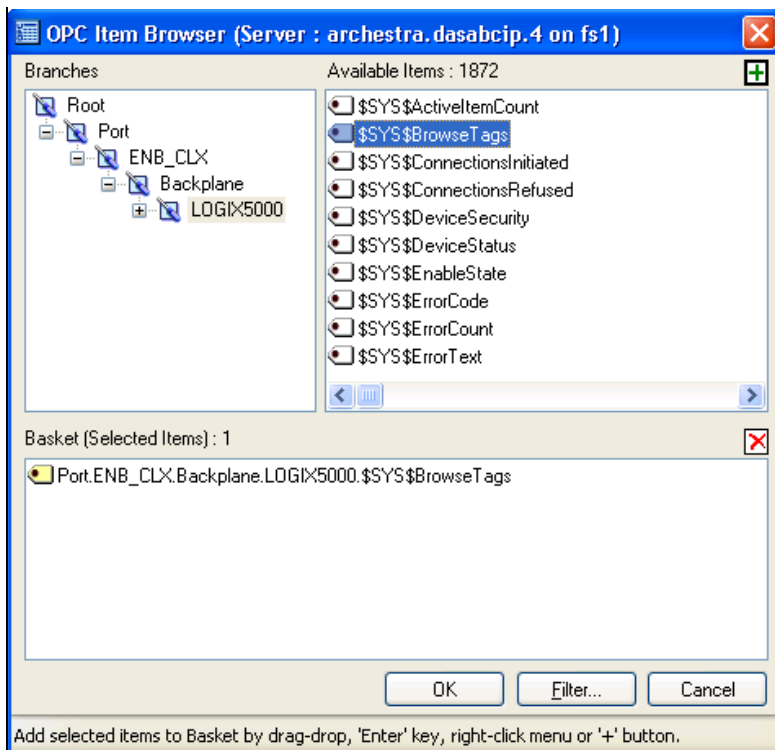 OPC Item Browser (Server : archestra.dasabcip.4 on fs1)
Branches
Available Items : 1872
Root
Port
ENB_CLX
Backplane
LOGIX5000
$SYS$ActiveItemCount
$SYS$BrowseTags
$SYS$ConnectionsInitiated
$SYS$ConnectionsRefused
$SYS$DeviceSecurity
$SYS$DeviceStatus
$SYS$EnableState
$SYS$ErrorCode
$SYS$ErrorCount
$SYS$ErrorText
Basket (Selected Items) : 1
Port.ENB_CLX.Backplane.LOGIX5000.$SYS$BrowseTags
OK Filter... Cancel
Add selected items to Basket by drag-drop, 'Enter' key, right-click menu or '+' button.